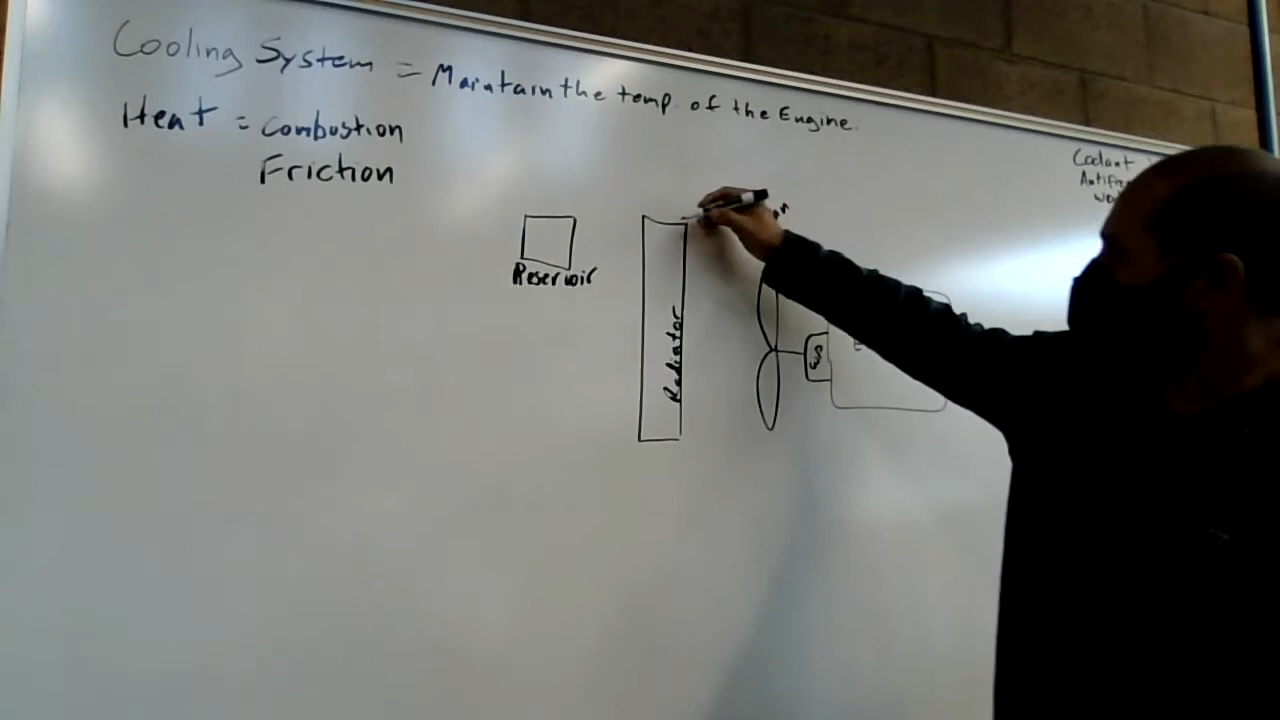 Cooling System = Maintain the temp of the Engine.
Heat = Combustion
Friction
Coolant
Reservoir
Radiator